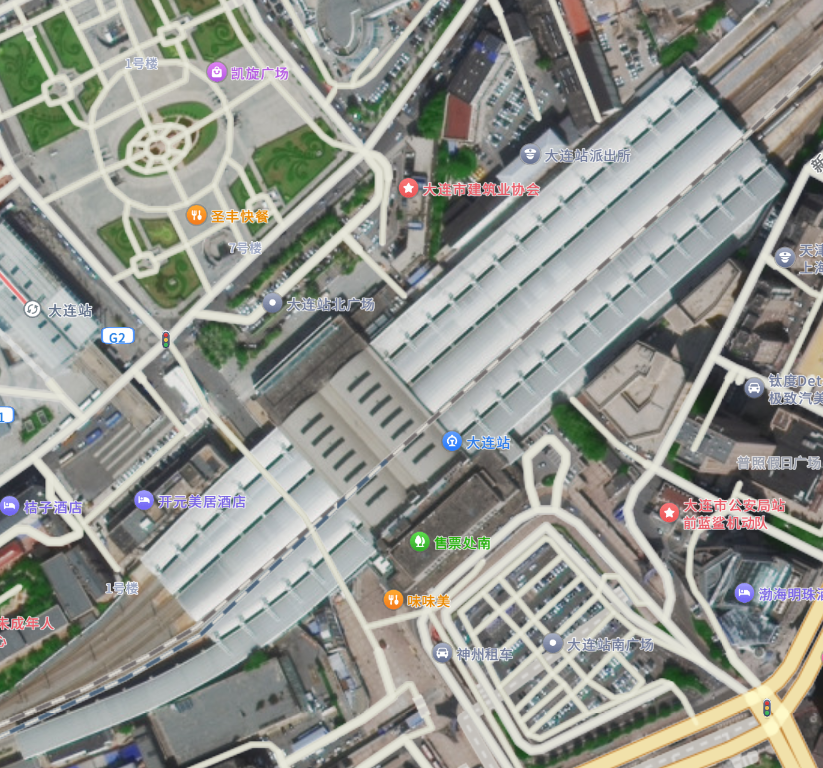 1号楼
凯旋广场
大连站派出所
大连市建筑业协会
圣丰快餐
7号楼
新
天津
上海
大连站
大连站北广场
G2
钛度Det
极致汽美
大连站
普照假日广场
桔子酒店
开元美居酒店
大连市公安局站
前蓝鲨机动队
售票处南
1号楼
味味美
渤海明珠酒
未成年人
心
神州租车
大连站南广场